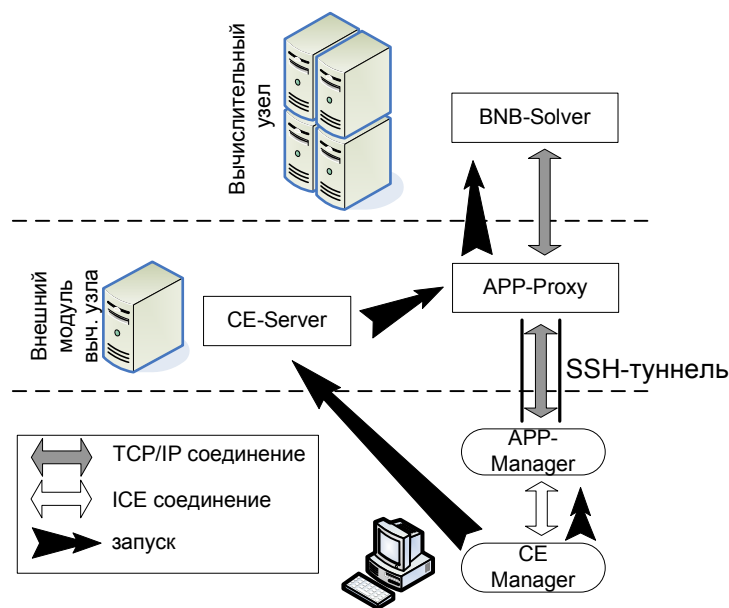 Вычислительный
узел
BNB-Solver
Внешний
модуль
выч. узла
CE-Server
APP-Proxy
SSH-туннель
TCP/IP соединение
ICE соединение
запуск
APP-
Manager
CE
Manager